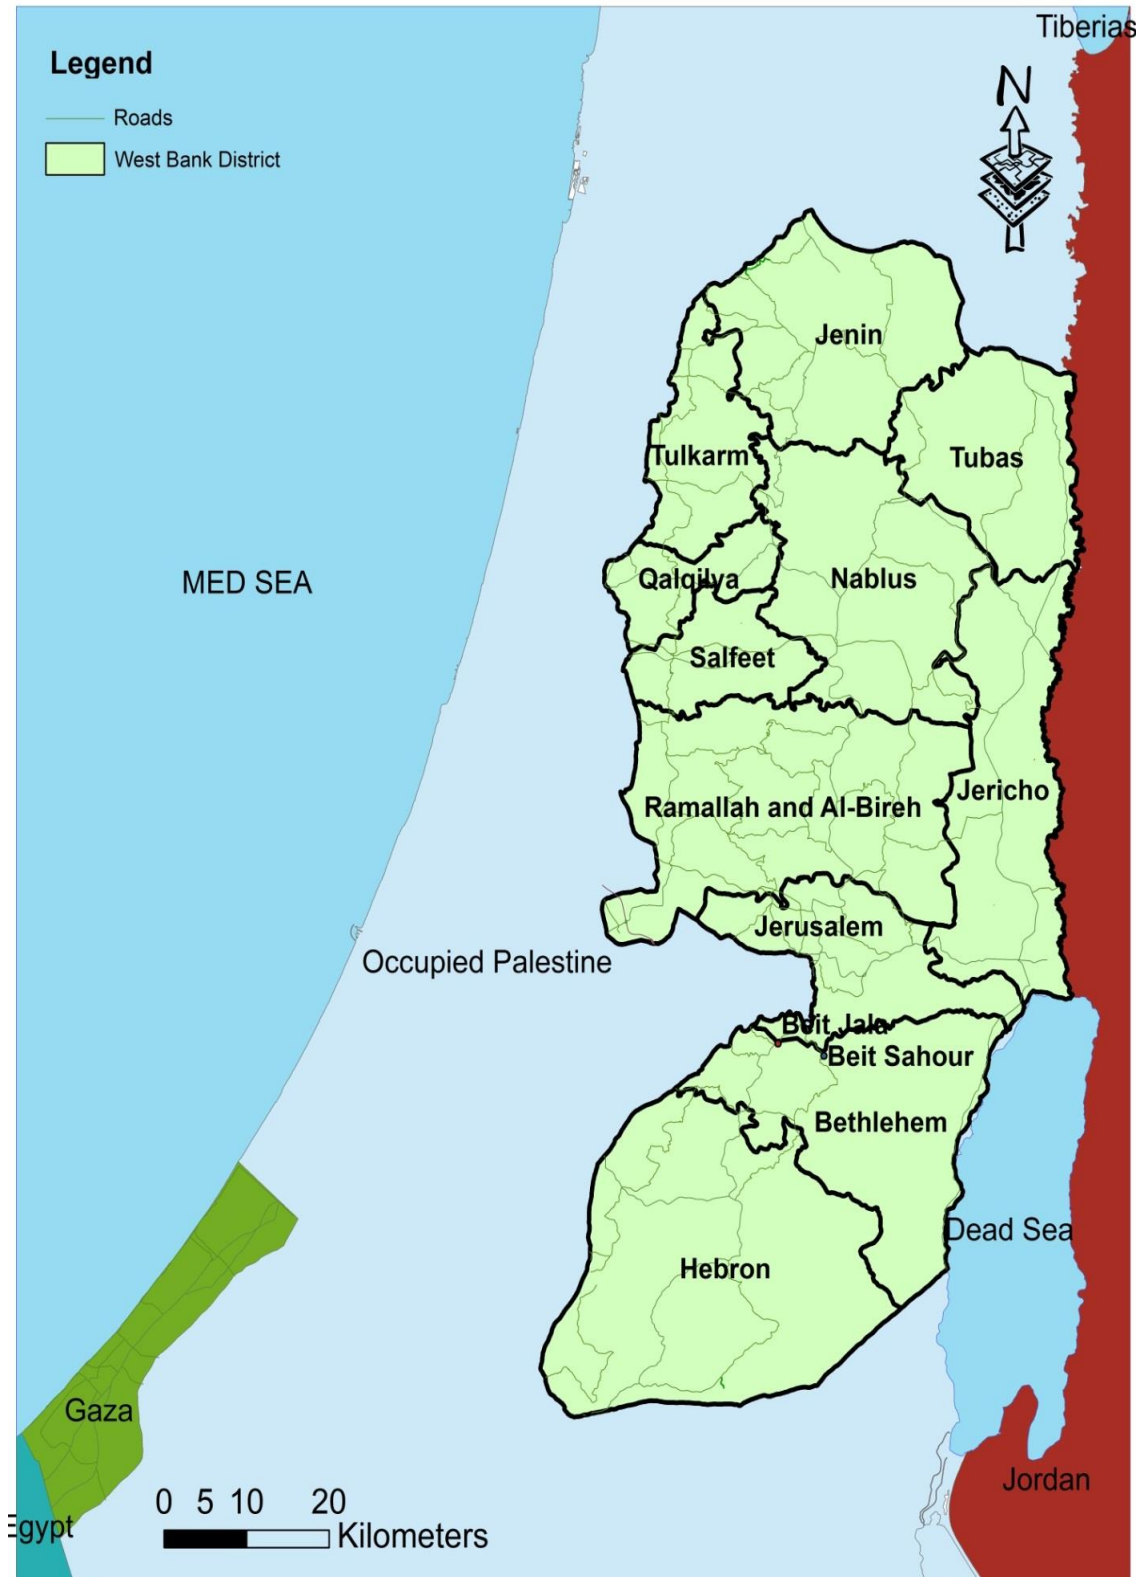 Tiberias
Legend
N
Roads
West Bank District
Jenin
Tulkarm
Tubas
MED SEA
Qalqilya
Nablus
Salfeet
Jericho
Ramallah and Al-Bireh
Jerusalem
Occupied Palestine
Beit Jala
Beit Sahour
Bethlehem
Dead Sea
Hebron
Gaza
Jordan
0 5 10 20
Kilometers
Egypt